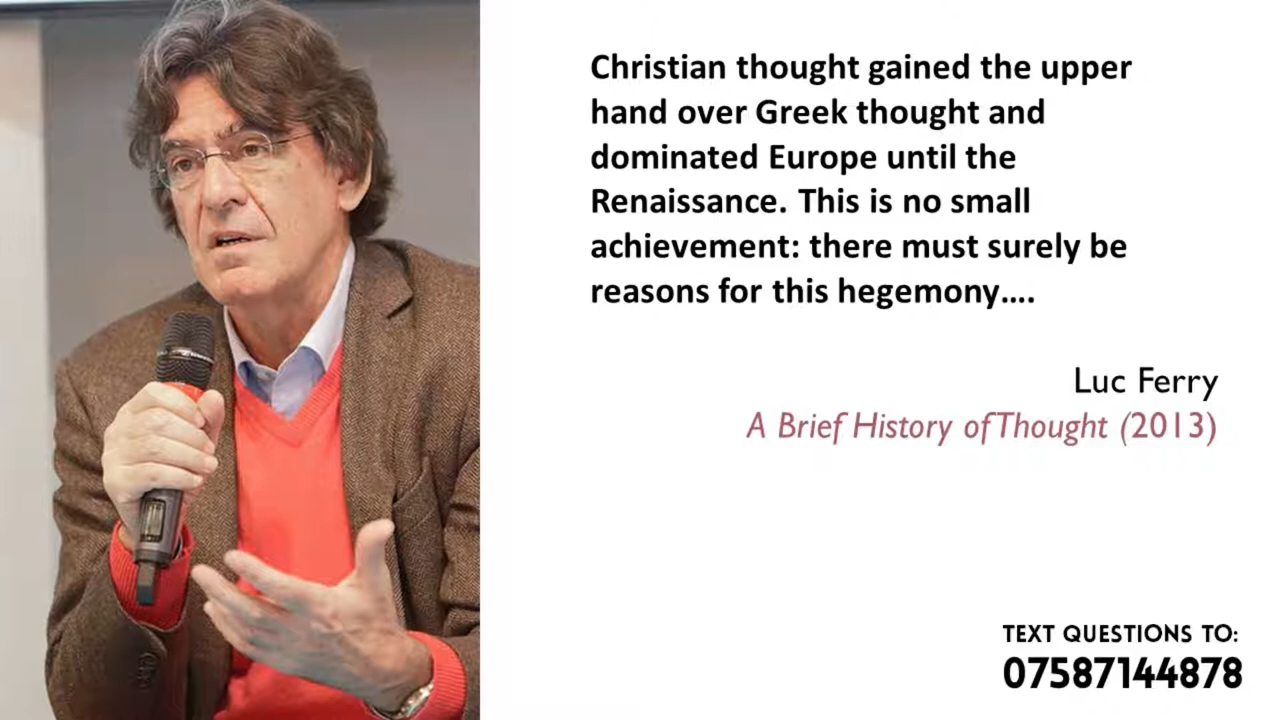 Christian thought gained the upper
hand over Greek thought and
dominated Europe until the
Renaissance. This is no small
achievement: there must surely be
reasons for this hegemony....
Luc Ferry
A Brief History of Thought (2013)
TEXT QUESTIONS TO:
07587144878